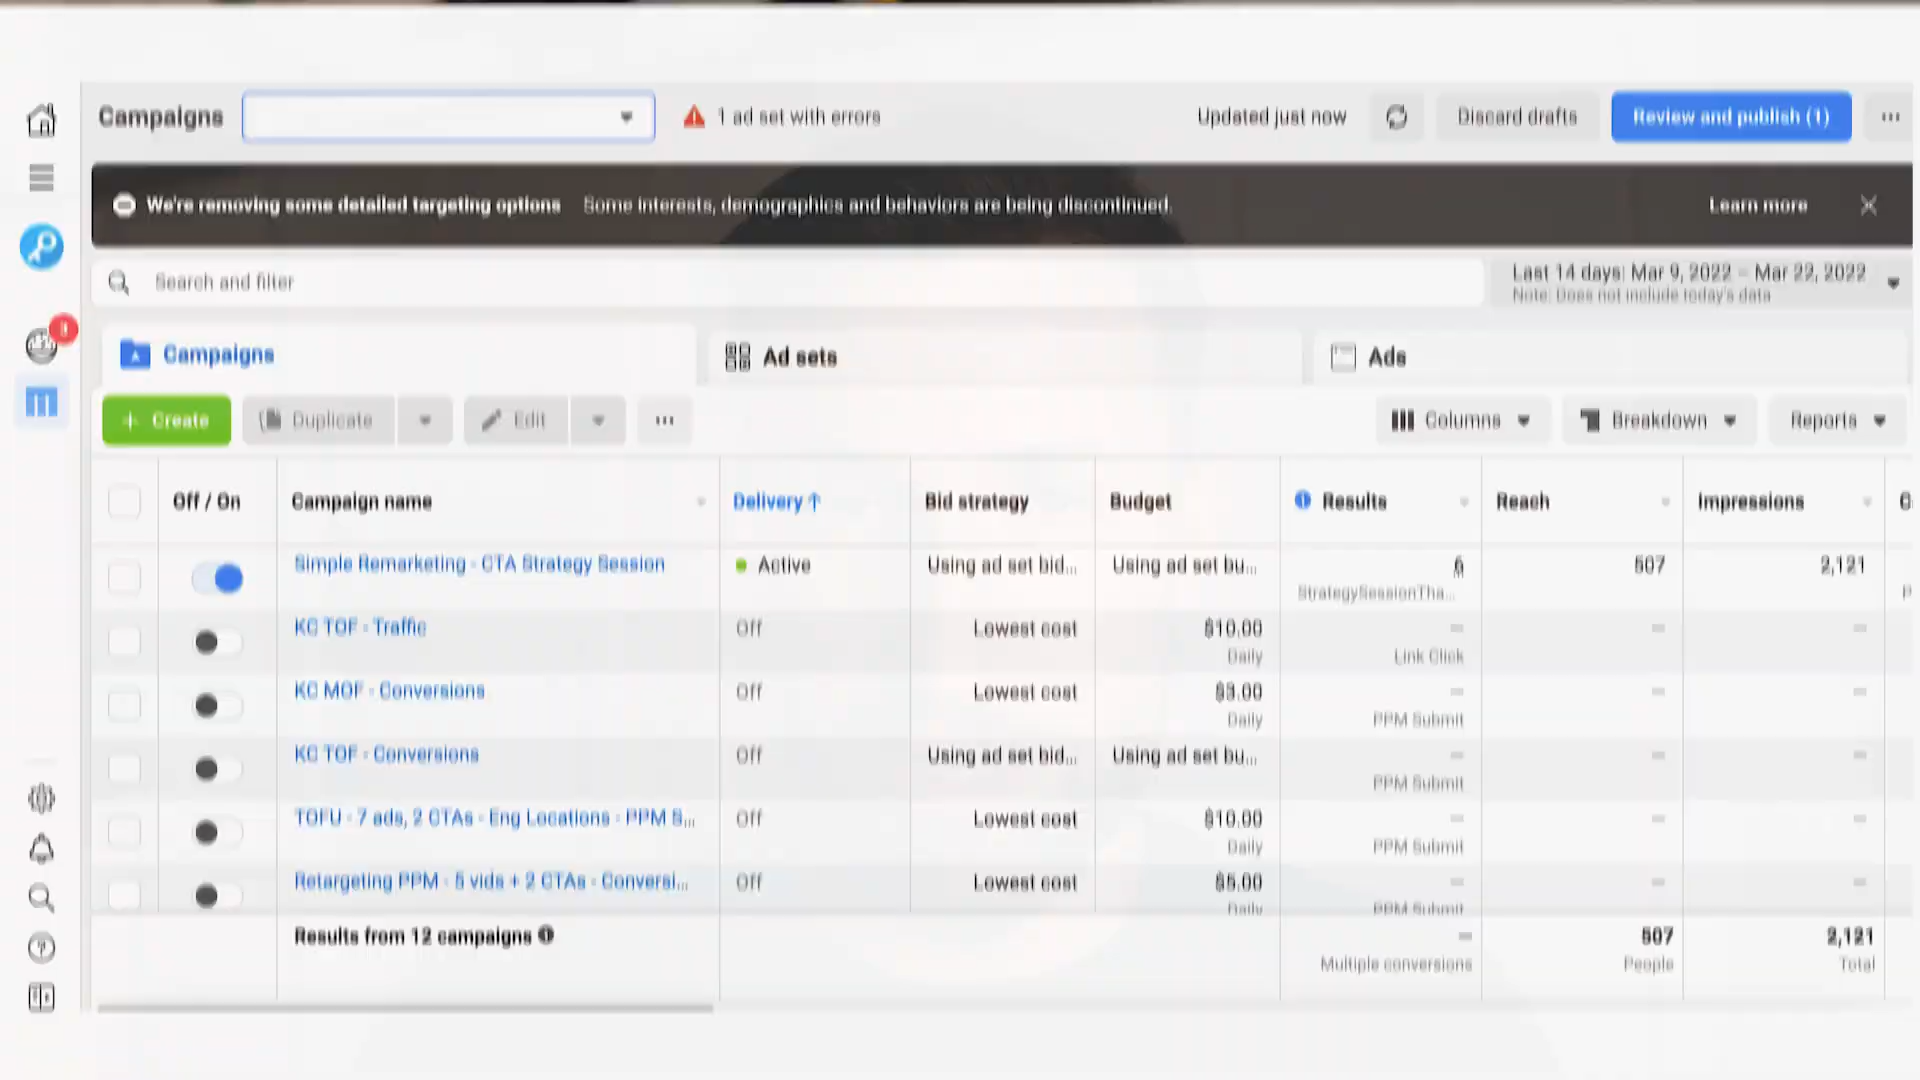 Campaigns
1 ad set with errors
Updated just now
Discard drafts
Review and publish (1)
We're removing some detailed targeting options Some interests, demographics and behaviors are being discontinued.
Learn more
Search and filter
Last 14 days: Mar 9, 2022 – Mar 22, 2022
Note: Does not include today's data
Campaigns
Ad sets
Ads
+ Create
Duplicate
Edit
Columns
Breakdown
Reports
Off / On Campaign name Delivery ↑ Bid strategy Budget Results Reach Impressions
Simple Remarketing - CTA Strategy Session Active Using ad set bid... Using ad set bu... 507 2,121
StrategySessionTha...
KC TOF - Traffic Off Lowest cost $10.00 — — —
Daily Link Click
KC MOF - Conversions Off Lowest cost $3.00 — — —
Daily PPM Submit
KC TOF - Conversions Off Using ad set bid... Using ad set bu... — — —
PPM Submit
TOFU - 7 ads, 2 CTAs - Eng Locations - PPM S... Off Lowest cost $10.00 — — —
Daily PPM Submit
Retargeting PPM - 5 vids + 2 CTAs - Conversi... Off Lowest cost $5.00 — — —
Daily PPM Submit
Results from 12 campaigns — 507 2,121
Multiple conversions People Total